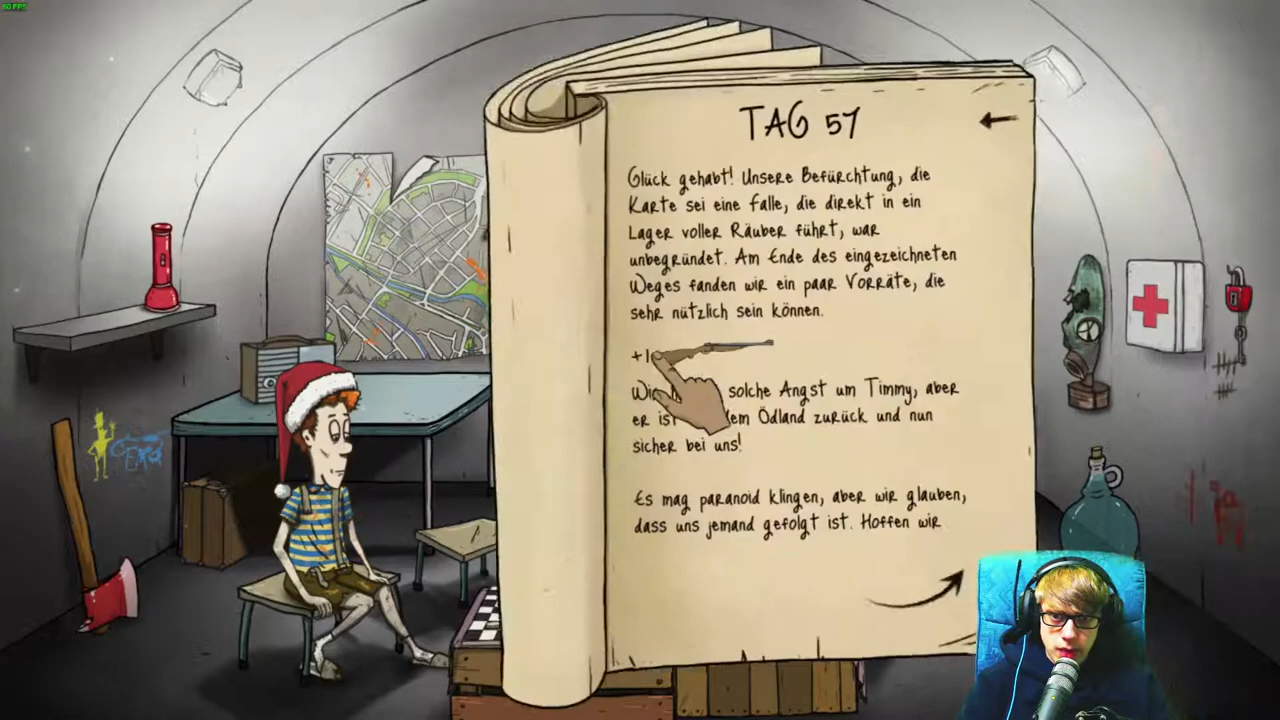 60 FPS
TAG 57
Glück gehabt! Unsere Befürchtung, die
Karte sei eine Falle, die direkt in ein
Lager voller Räuber führt, war
unbegründet. Am Ende des eingezeichneten
Weges fanden wir ein paar Vorräte, die
sehr nützlich sein können.
+1
solche Angst um Timmy, aber
er ist dem Ödland zurück und nun
sicher bei uns!
Es mag paranoid klingen, aber wir glauben,
dass uns jemand gefolgt ist. Hoffen wir